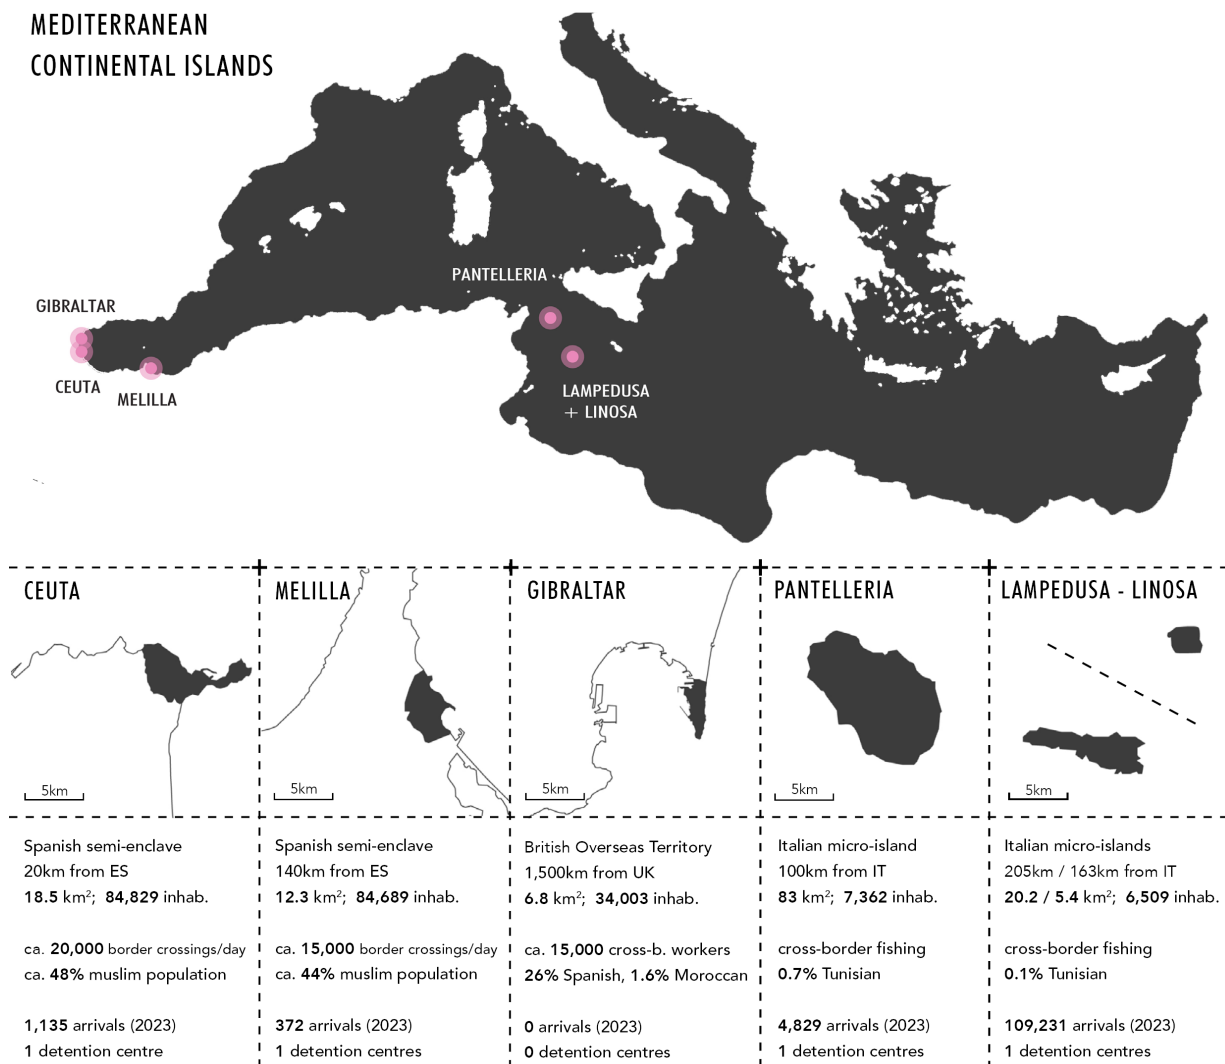 MEDITERRANEAN
CONTINENTAL ISLANDS
PANTELLERIA
GIBRALTAR
CEUTA
MELILLA
LAMPEDUSA
+ LINOSA
CEUTA
5km
Spanish semi-enclave
20km from ES
18.5 km²; 84,829 inhab.
ca. 20,000 border crossings/day
ca. 48% muslim population
1,135 arrivals (2023)
1 detention centre
MELILLA
5km
Spanish semi-enclave
140km from ES
12.3 km²; 84,689 inhab.
ca. 15,000 border crossings/day
ca. 44% muslim population
372 arrivals (2023)
1 detention centres
GIBRALTAR
5km
British Overseas Territory
1,500km from UK
6.8 km²; 34,003 inhab.
ca. 15,000 cross-b. workers
26% Spanish, 1.6% Moroccan
0 arrivals (2023)
0 detention centres
PANTELLERIA
5km
Italian micro-island
100km from IT
83 km²; 7,362 inhab.
cross-border fishing
0.7% Tunisian
4,829 arrivals (2023)
1 detention centres
LAMPEDUSA - LINOSA
5km
Italian micro-islands
205km / 163km from IT
20.2 / 5.4 km²; 6,509 inhab.
cross-border fishing
0.1% Tunisian
109,231 arrivals (2023)
1 detention centres